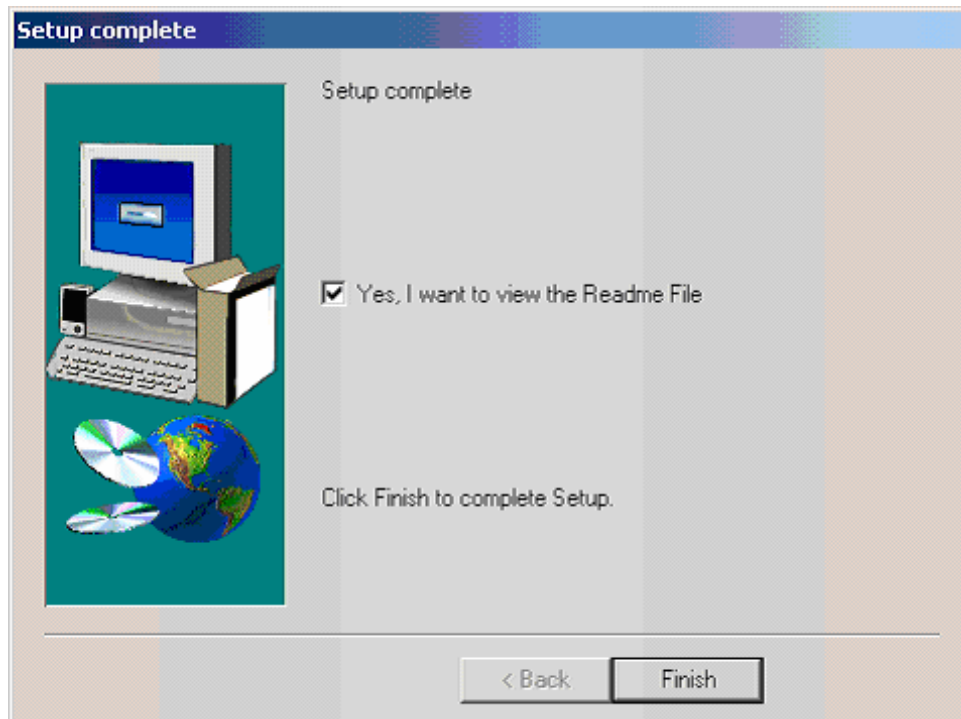 Setup complete
Setup complete
Yes, I want to view the Readme File
Click Finish to complete Setup.
< Back
Finish